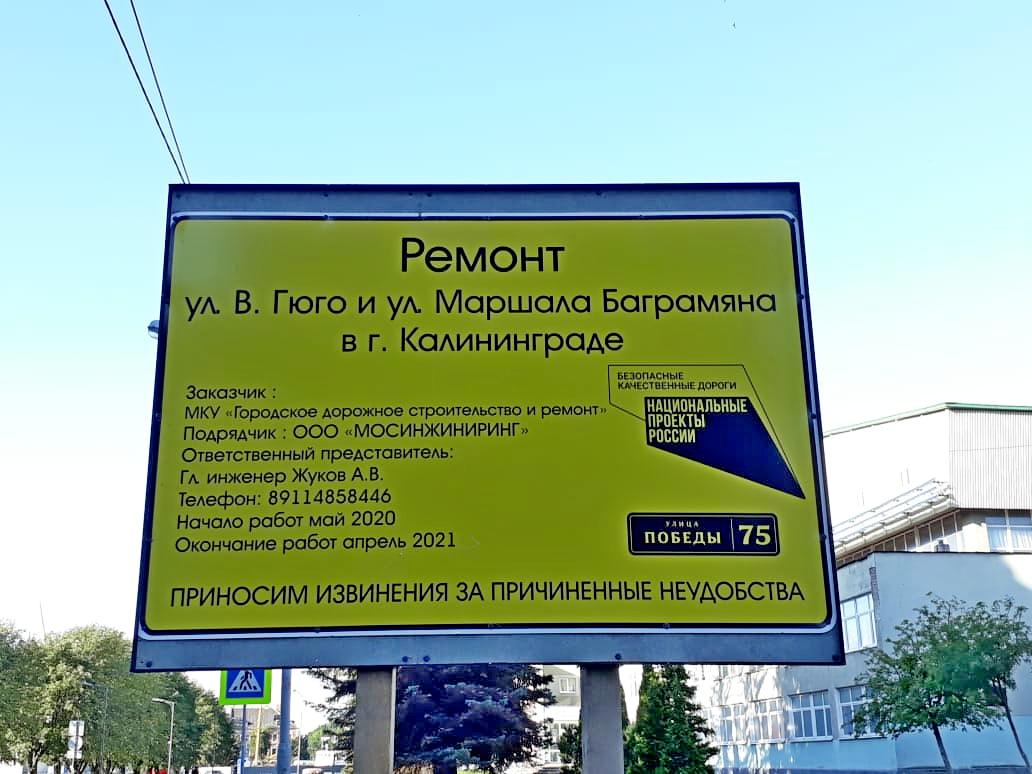 Ремонт
ул. В. Гюго и ул. Маршала Баграмяна
в г. Калининграде
Заказчик :
МКУ «Городское дорожное строительство и ремонт»
Подрядчик : ООО «МОСИНЖИНИРИНГ»
Ответственный представитель:
Гл. инженер Жуков А.В.
Телефон: 89114858446
Начало работ май 2020
Окончание работ апрель 2021
БЕЗОПАСНЫЕ
КАЧЕСТВЕННЫЕ ДОРОГИ
НАЦИОНАЛЬНЫЕ
ПРОЕКТЫ
РОССИИ
УЛИЦА
ПОБЕДЫ 75
ПРИНОСИМ ИЗВИНЕНИЯ ЗА ПРИЧИНЕННЫЕ НЕУДОБСТВА